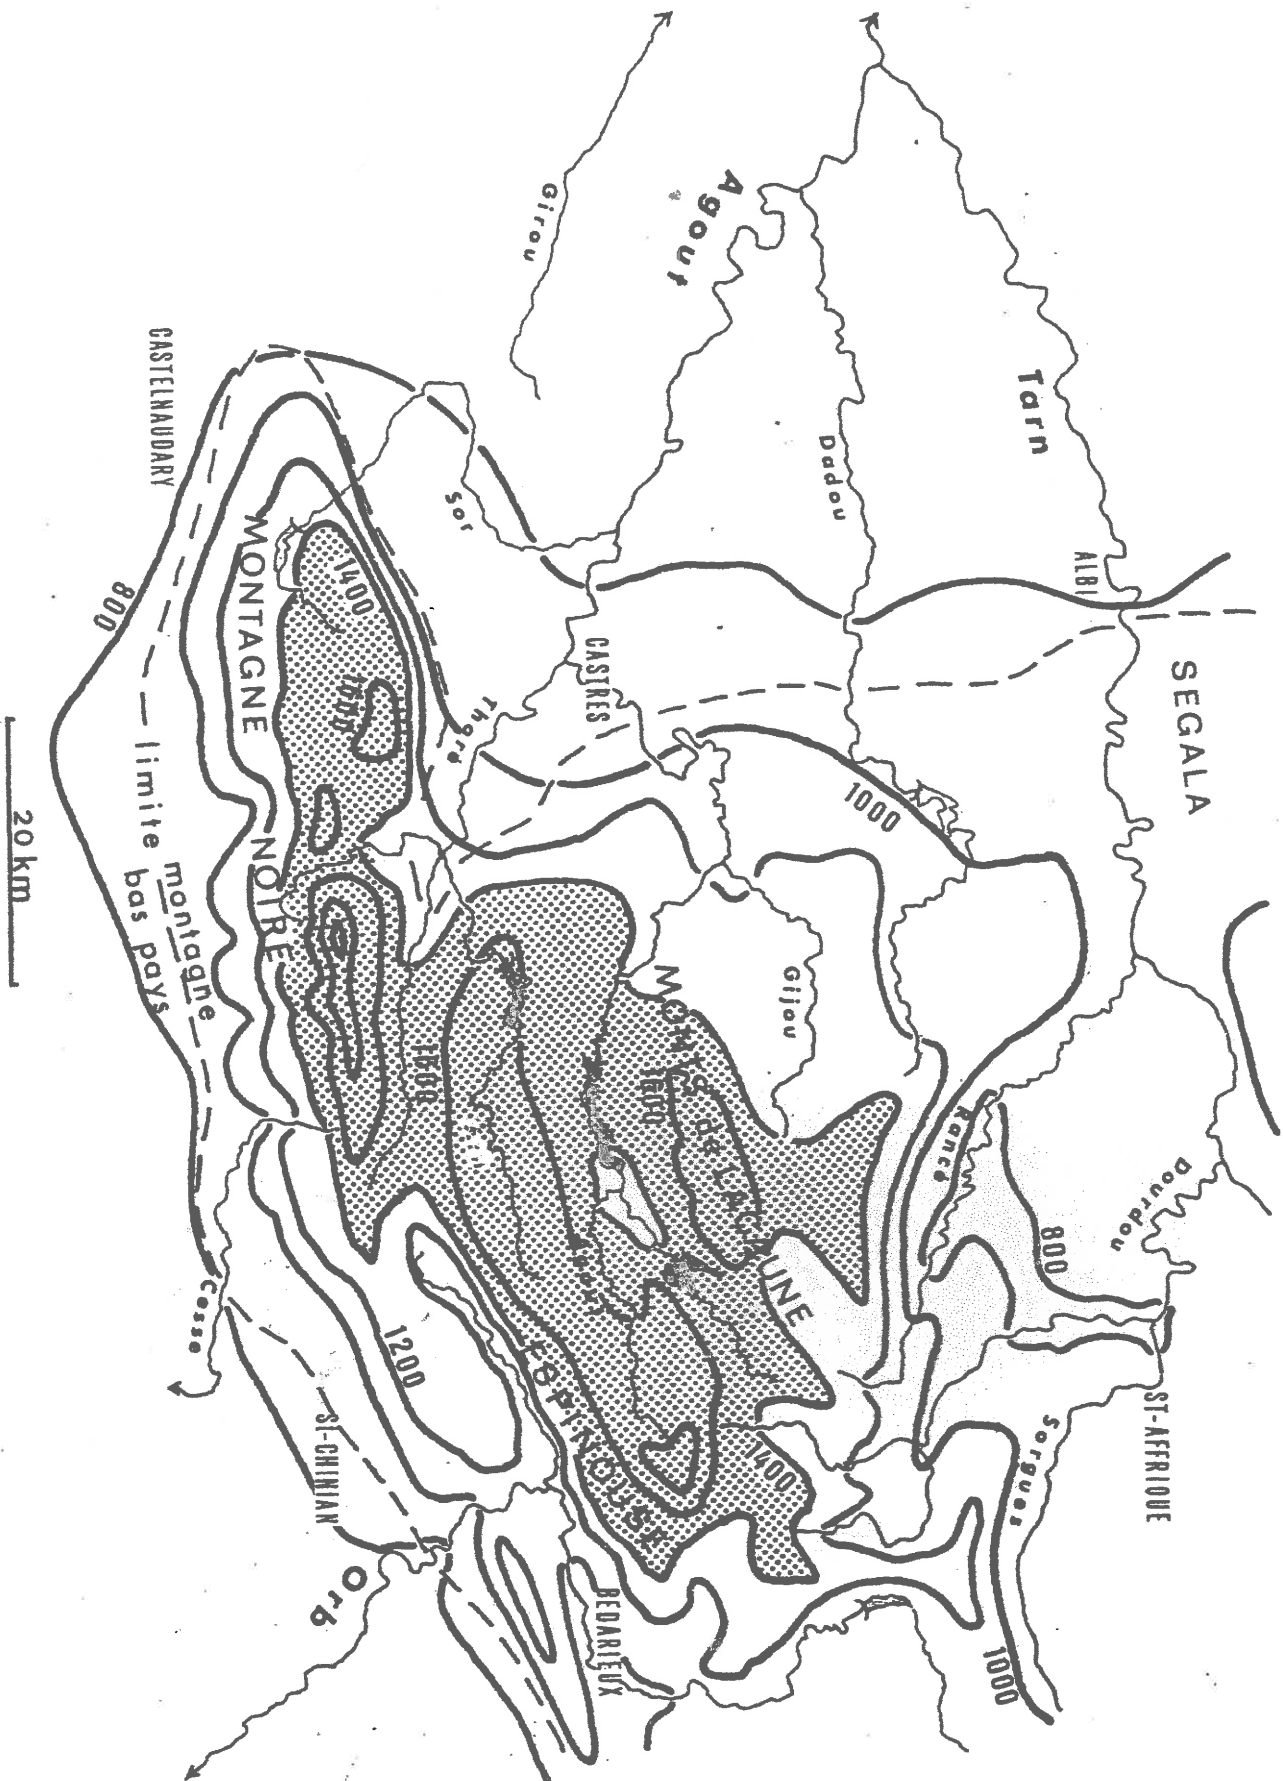 SEGALA
Dourdou
ST-AFFRIQUE
ALBI
800
Tarn
Sorgues
1000
Rance
1000
Dadou
Gijou
1400
MONTS de LACAUNE
Agout
1600
BEDARIEUX
CASTRES
ESPINOUSE
Girou
Thoré
Sor
1600
1200
1400
1600
Orb
ST-CHINIAN
MONTAGNE NOIRE
Cesse
CASTELNAUDARY
limite montagne
bas pays
800
20 km